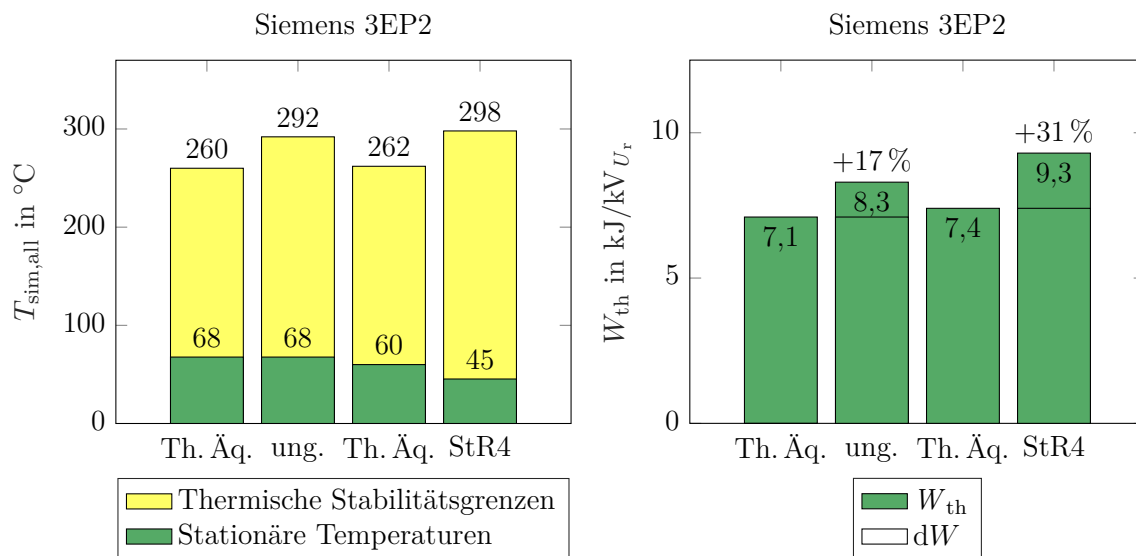 Siemens 3EP2
T_sim,all in °C
300
200
100
0
260
292
262
298
68
68
60
45
Th. Äq.
ung.
Th. Äq.
StR4
Thermische Stabilitätsgrenzen
Stationäre Temperaturen
Siemens 3EP2
W_th in kJ/kV_U_r
10
5
0
+17 %
+31 %
7,1
8,3
7,4
9,3
Th. Äq.
ung.
Th. Äq.
StR4
W_th
dW